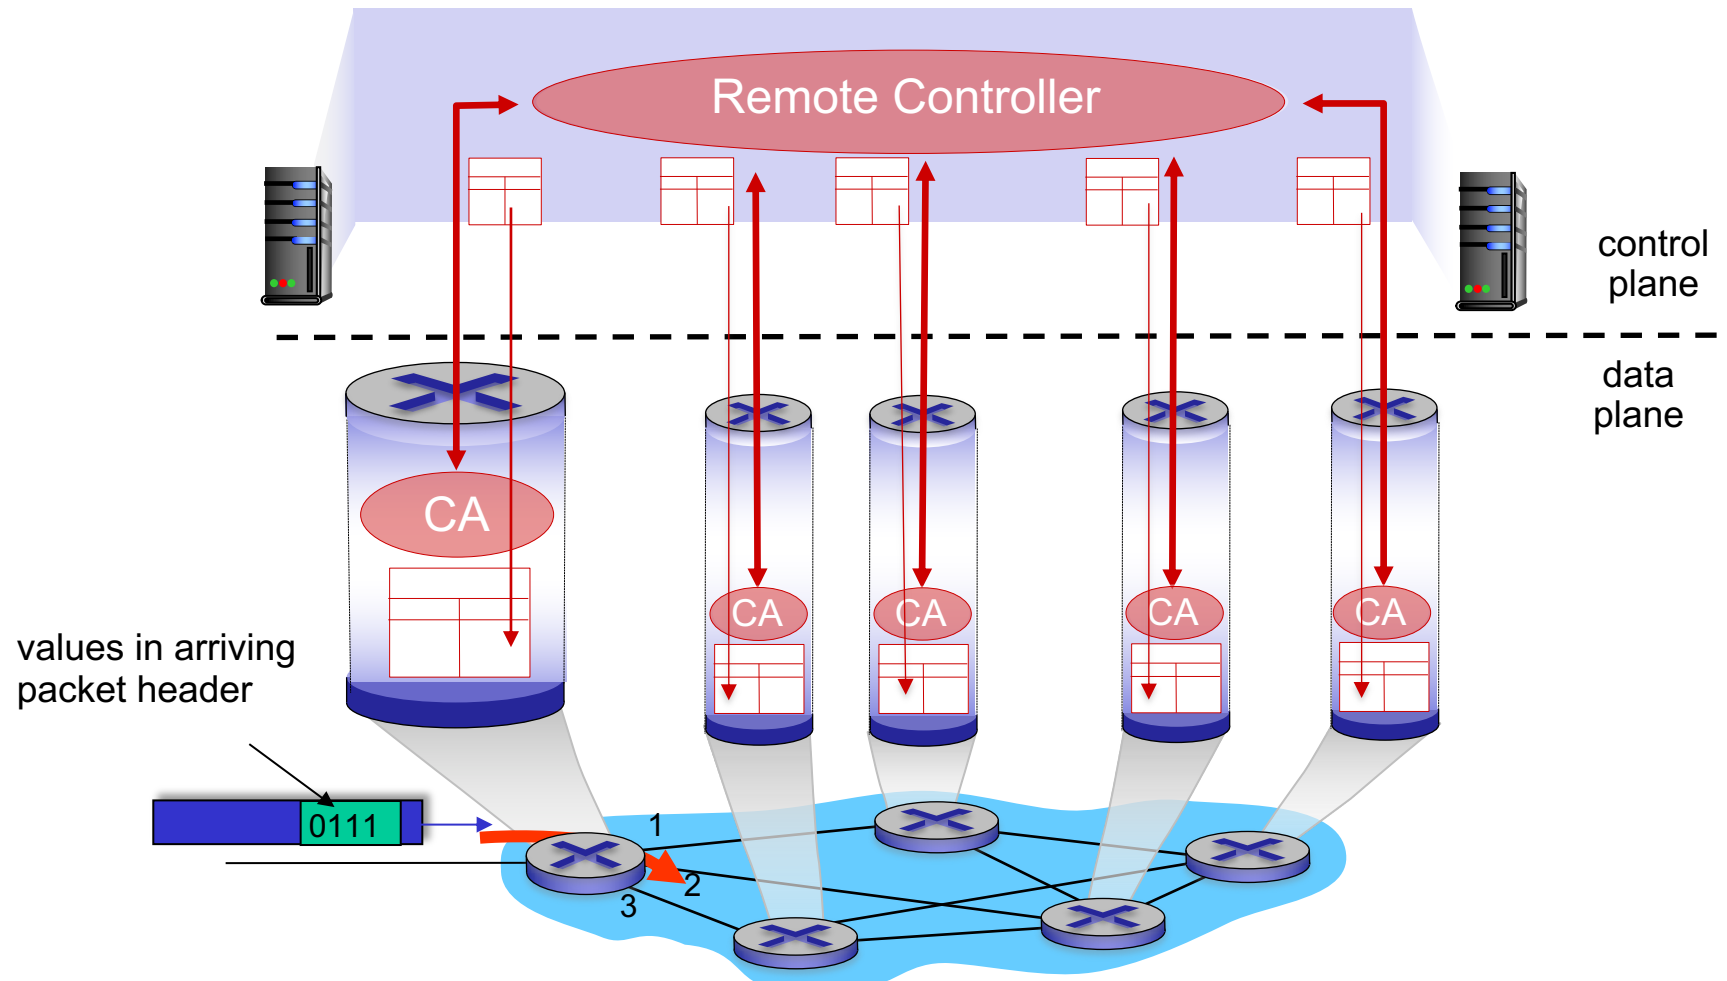 Remote Controller
control
plane
data
plane
CA
CA
CA
CA
CA
values in arriving
packet header
0111
1
2
3